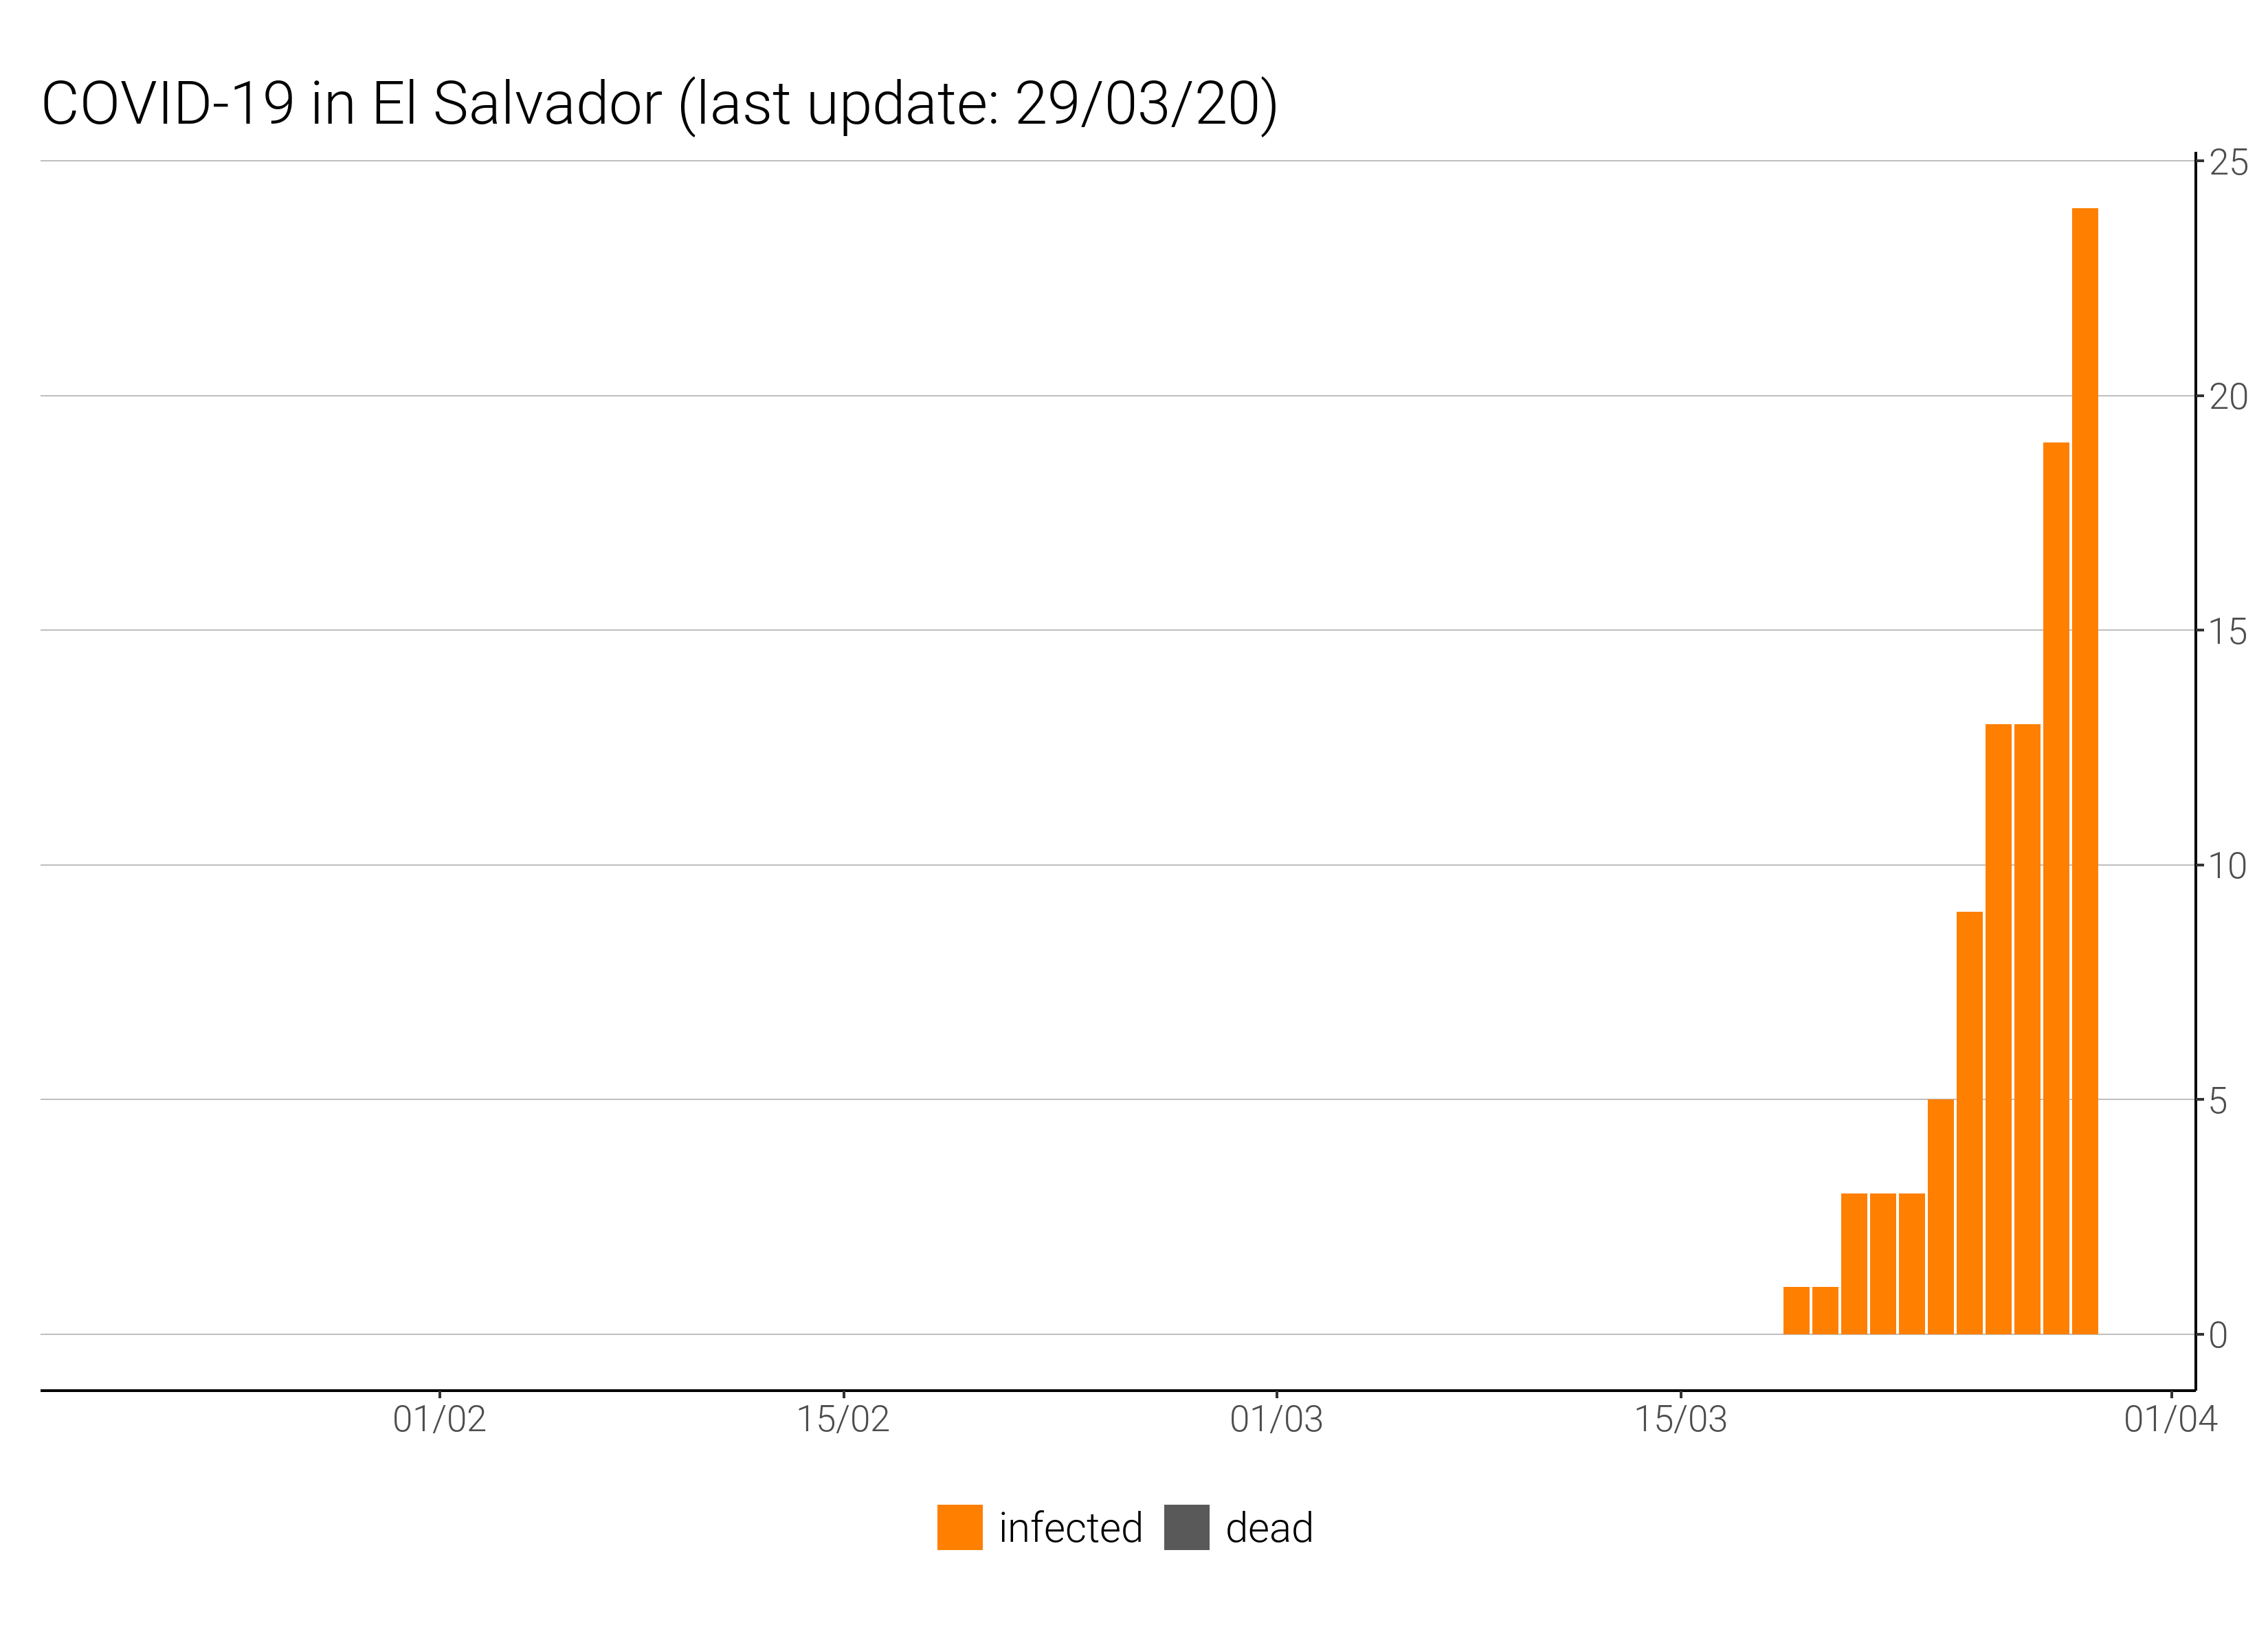 COVID-19 in El Salvador (last update: 29/03/20)
25
20
15
10
5
0
01/02 15/02 01/03 15/03 01/04
infected dead